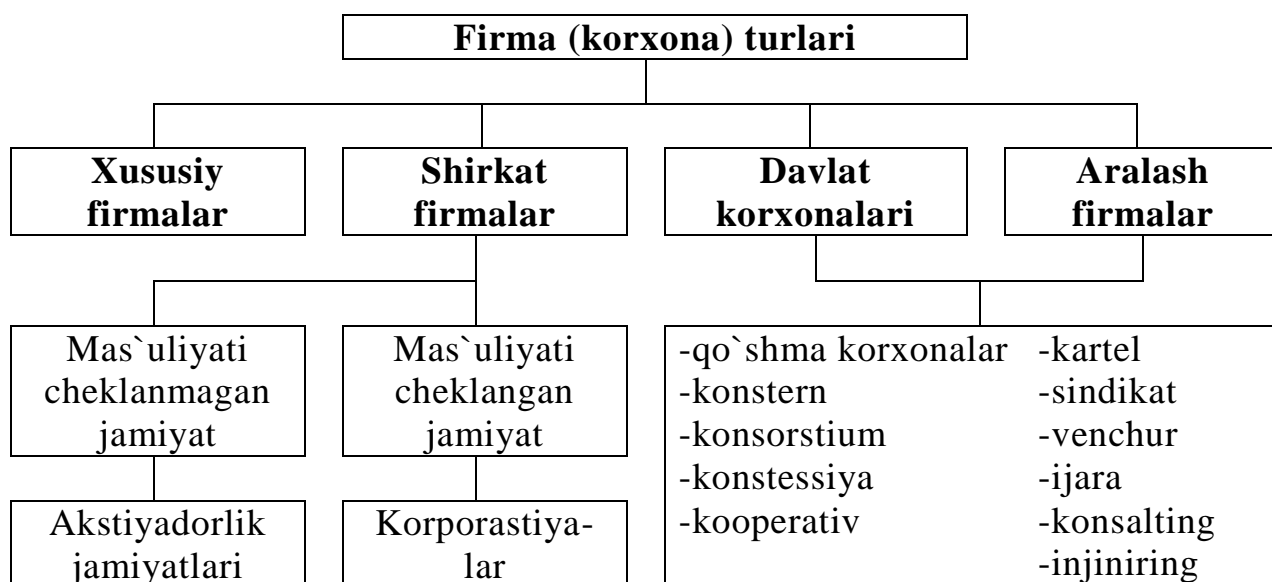 Firma (korxona) turlari
Xususiy
firmalar
Shirkat
firmalar
Davlat
korxonalari
Aralash
firmalar
Mas`uliyati
cheklanmagan
jamiyat
Mas`uliyati
cheklangan
jamiyat
-qo`shma korxonalar
-konstern
-konsorstium
-konstessiya
-kooperativ
-kartel
-sindikat
-venchur
-ijara
-konsalting
-injiniring
Akstiyadorlik
jamiyatlari
Korporastiya-
lar